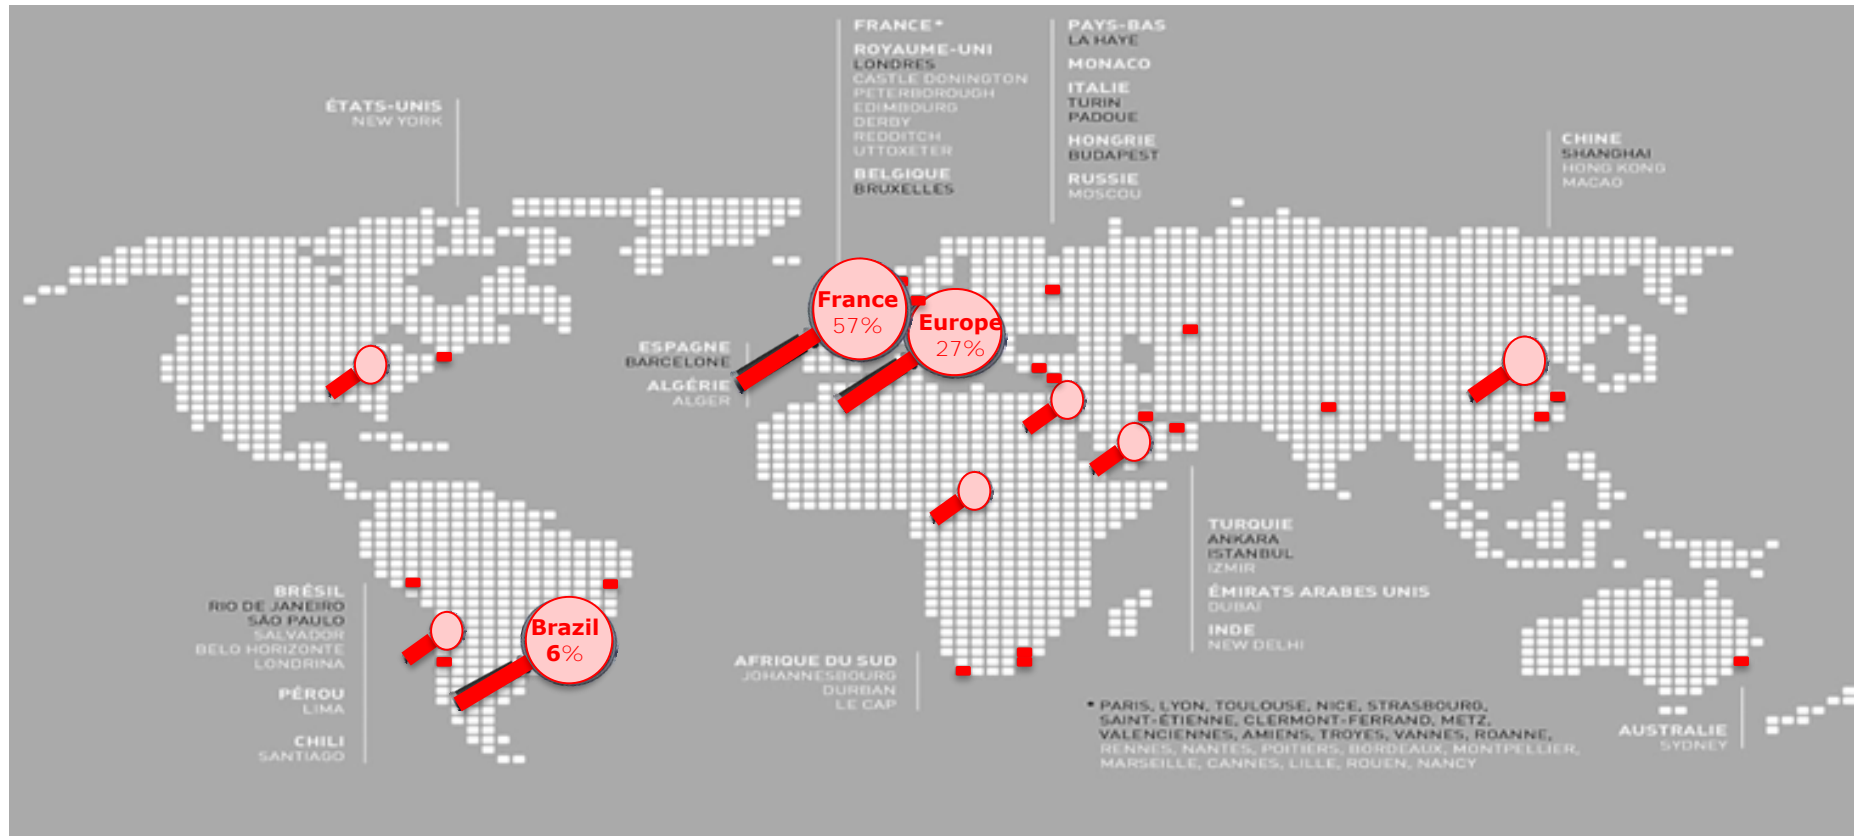 FRANCE*
ROYAUME-UNI
LONDRES
CASTLE DONINGTON
PETERBOROUGH
EDIMBOURG
DERBY
REDDITCH
UTTOXETER
BELGIQUE
BRUXELLES
PAYS-BAS
LA HAYE
MONACO
ITALIE
TURIN
PADOUE
HONGRIE
BUDAPEST
RUSSIE
MOSCOU
ÉTATS-UNIS
NEW YORK
CHINE
SHANGHAI
HONG KONG
MACAO
France
57%
Europe
27%
ESPAGNE
BARCELONE
ALGÉRIE
ALGER
TURQUIE
ANKARA
ISTANBUL
IZMIR
ÉMIRATS ARABES UNIS
DUBAÏ
INDE
NEW DELHI
BRÉSIL
RIO DE JANEIRO
SÃO PAULO
SALVADOR
BELO HORIZONTE
LONDRINA
PÉROU
LIMA
CHILI
SANTIAGO
Brazil
6%
AFRIQUE DU SUD
JOHANNESBOURG
DURBAN
LE CAP
* PARIS, LYON, TOULOUSE, NICE, STRASBOURG,
SAINT-ÉTIENNE, CLERMONT-FERRAND, METZ,
VALENCIENNES, AMIENS, TROYES, VANNES, ROANNE,
RENNES, NANTES, POITIERS, BORDEAUX, MONTPELLIER,
MARSEILLE, CANNES, LILLE, ROUEN, NANCY
AUSTRALIE
SYDNEY